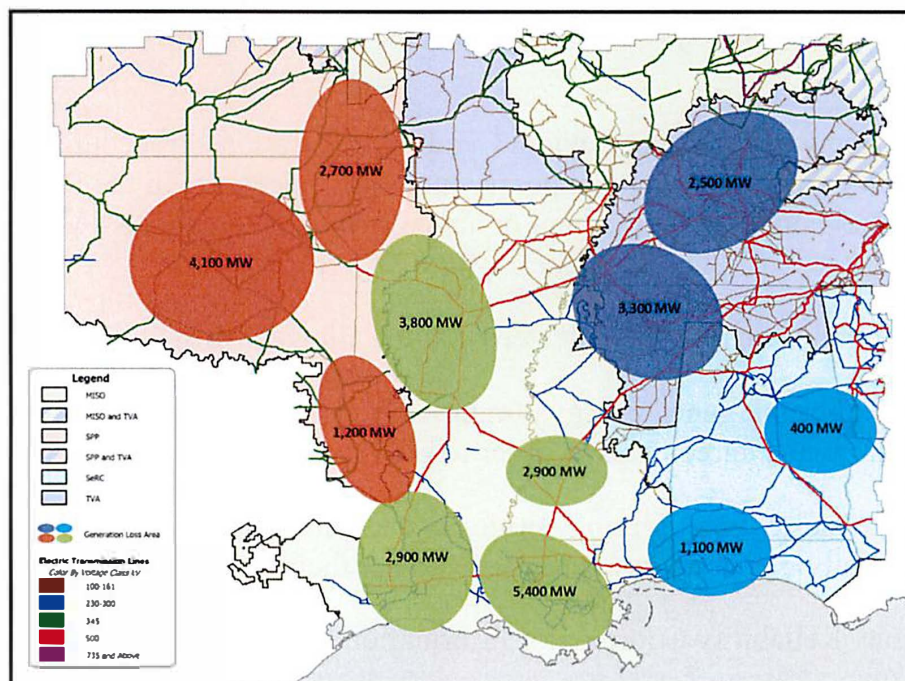 2,700 MW
2,500 MW
4,100 MW
3,300 MW
3,800 MW
1,200 MW
400 MW
2,900 MW
1,100 MW
2,900 MW
5,400 MW
Legend
MISO
MISO and TVA
SPP
SPP and TVA
SeRC
TVA
Generation Loss Area
Electric Transmission Lines
Color By Voltage Class kV
100-161
230-300
345
500
735 and Above